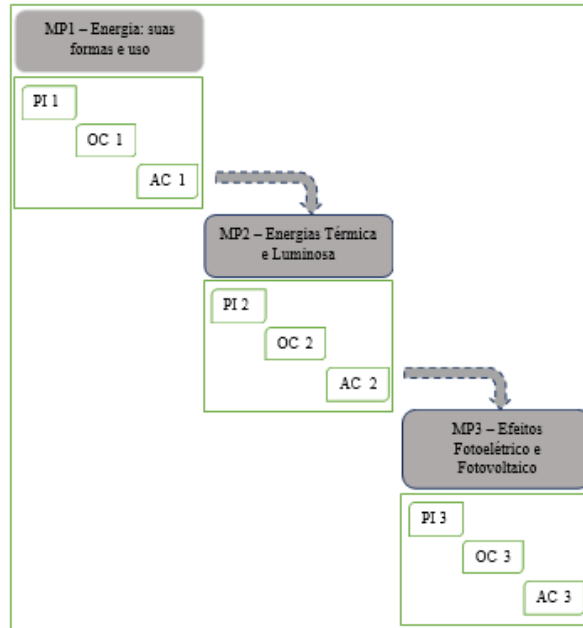 MP1 – Energia: suas
formas e uso
PI 1
OC 1
AC 1
MP2 – Energias Térmica
e Luminosa
PI 2
OC 2
AC 2
MP3 – Efeitos
Fotoelétrico e
Fotovoltaico
PI 3
OC 3
AC 3